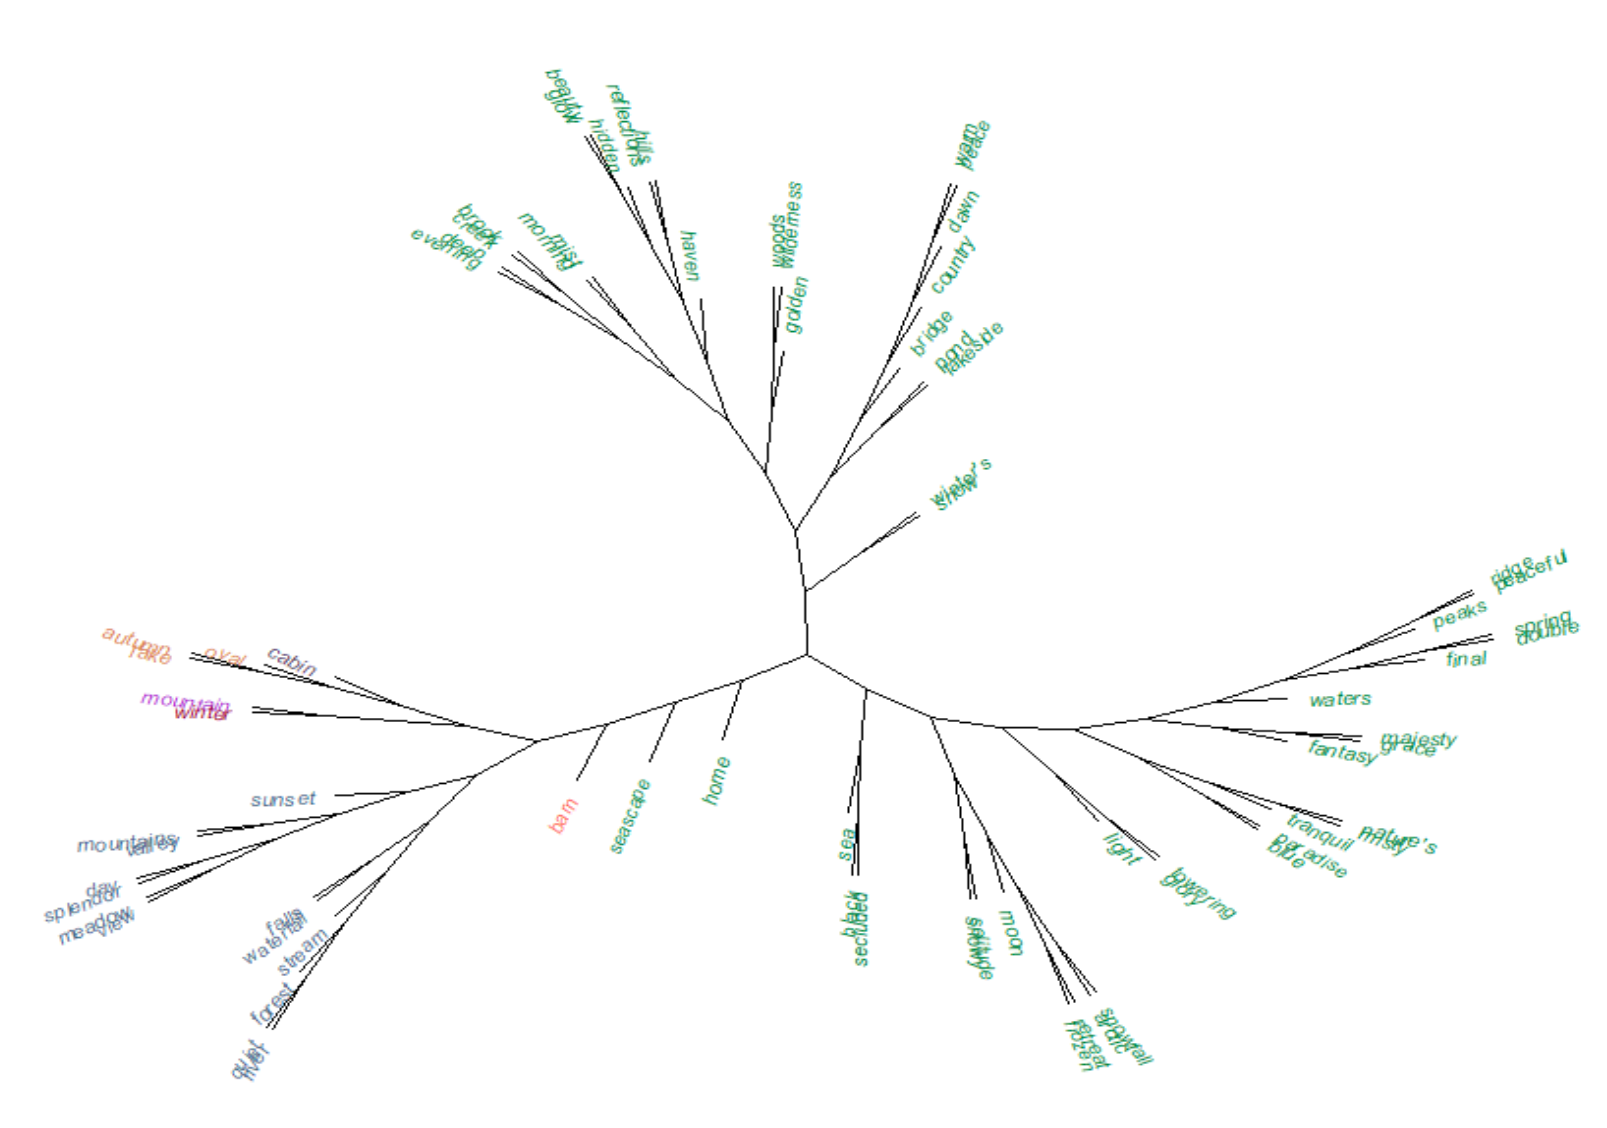 beauty
glow
hidden
reflections
hills
brook
creek
deep
evening
morning
mist
haven
woods
wilderness
golden
warm
peace
dawn
country
bridge
pond
lakeside
winter's
snow
ridge
peaceful
peaks
spring
double
final
waters
majesty
grace
fantasy
nature's
misty
tranquil
paradise
blue
light
towering
glory
moon
solitude
snowy
snowfall
arctic
retreat
frozen
sea
black
secluded
home
seascape
barn
autumn
lake
oval
cabin
mountain
winter
sunset
mountains
valley
day
splendor
meadow
view
falls
waterfall
stream
forest
quiet
river